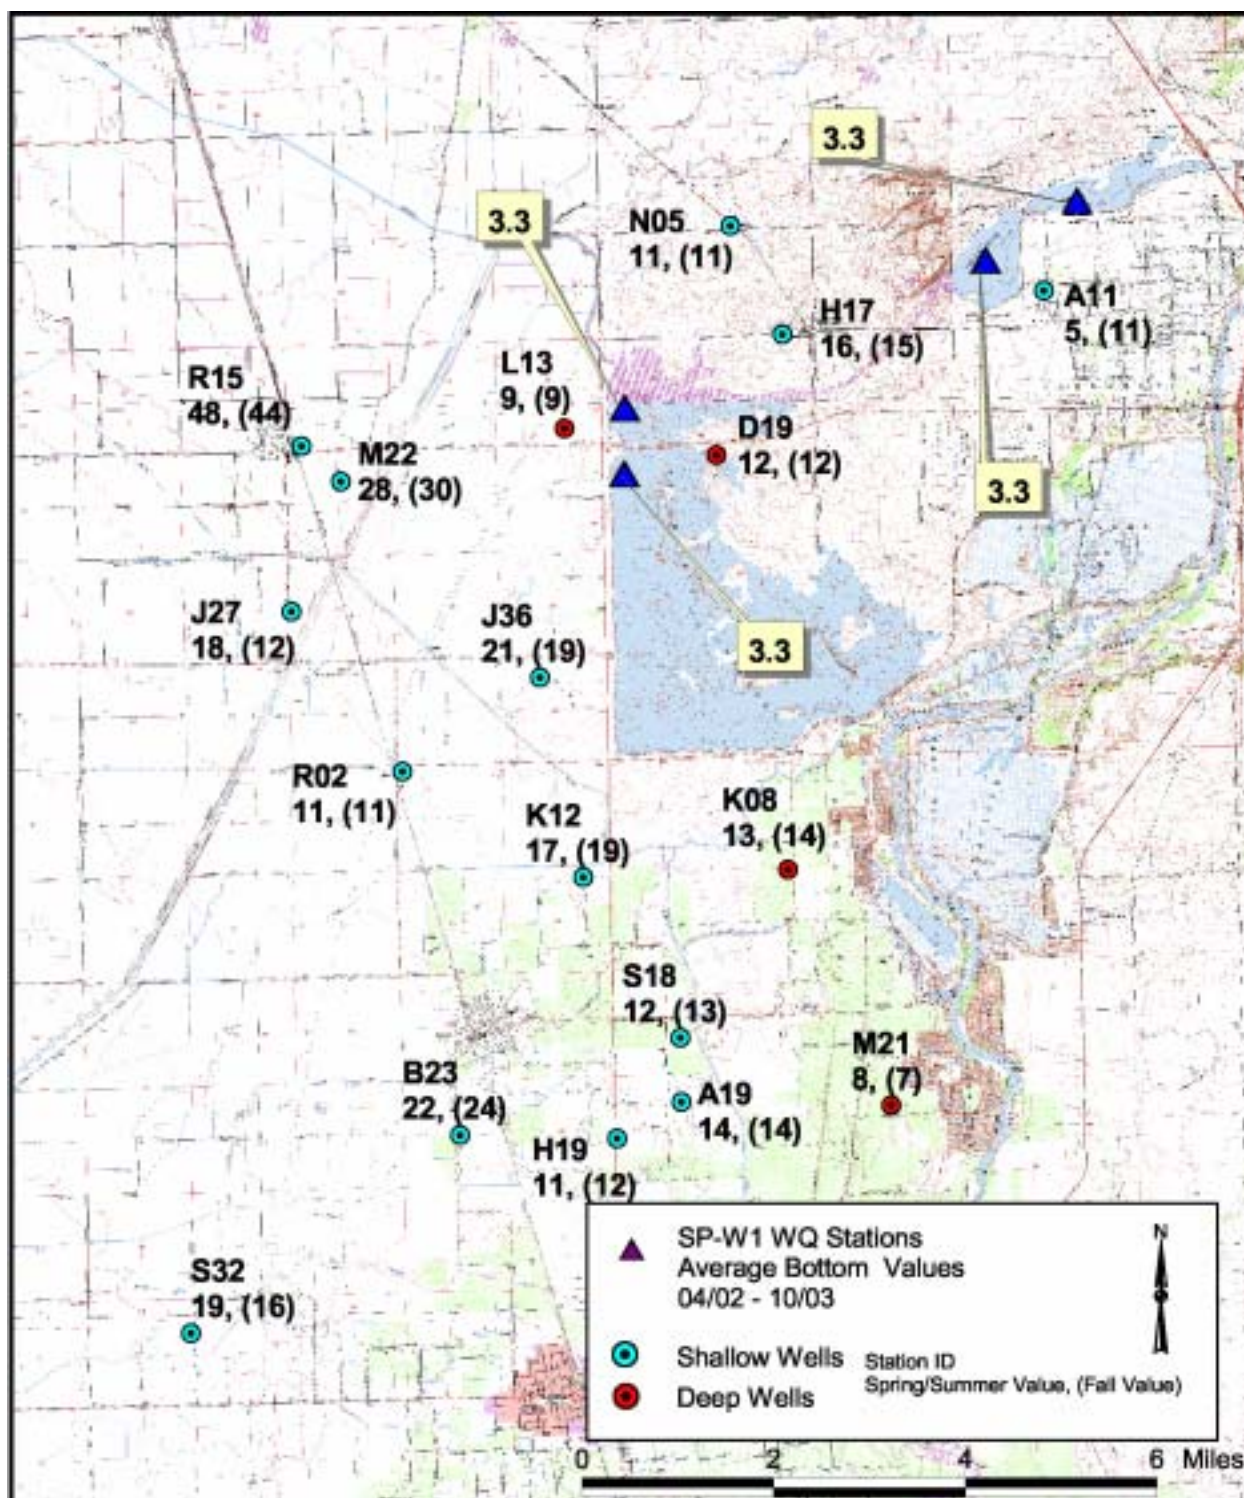 3.3
3.3
N05
11, (11)
A11
5, (11)
H17
16, (15)
L13
9, (9)
R15
48, (44)
D19
12, (12)
M22
28, (30)
3.3
J27
18, (12)
J36
21, (19)
3.3
R02
11, (11)
K12
17, (19)
K08
13, (14)
S18
12, (13)
M21
8, (7)
B23
22, (24)
A19
14, (14)
H19
11, (12)
S32
19, (16)
SP-W1 WQ Stations
Average Bottom Values
04/02 - 10/03
N
Shallow Wells
Deep Wells
Station ID
Spring/Summer Value, (Fall Value)
0 2 4 6 Miles